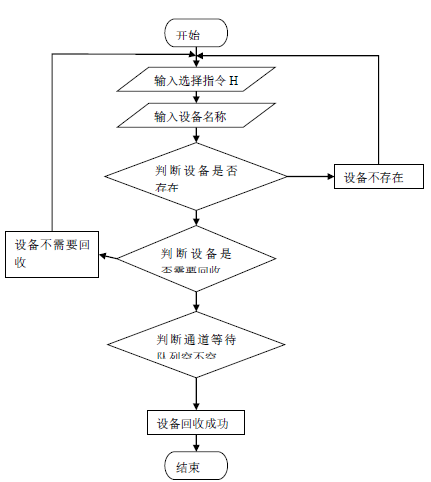 开始
输入选择指令 H
输入设备名称
判断设备是否
存在
设备不存在
设备不需要回
收
判断设备是
否需要回收
判断通道等待
队列空不空
设备回收成功
结束